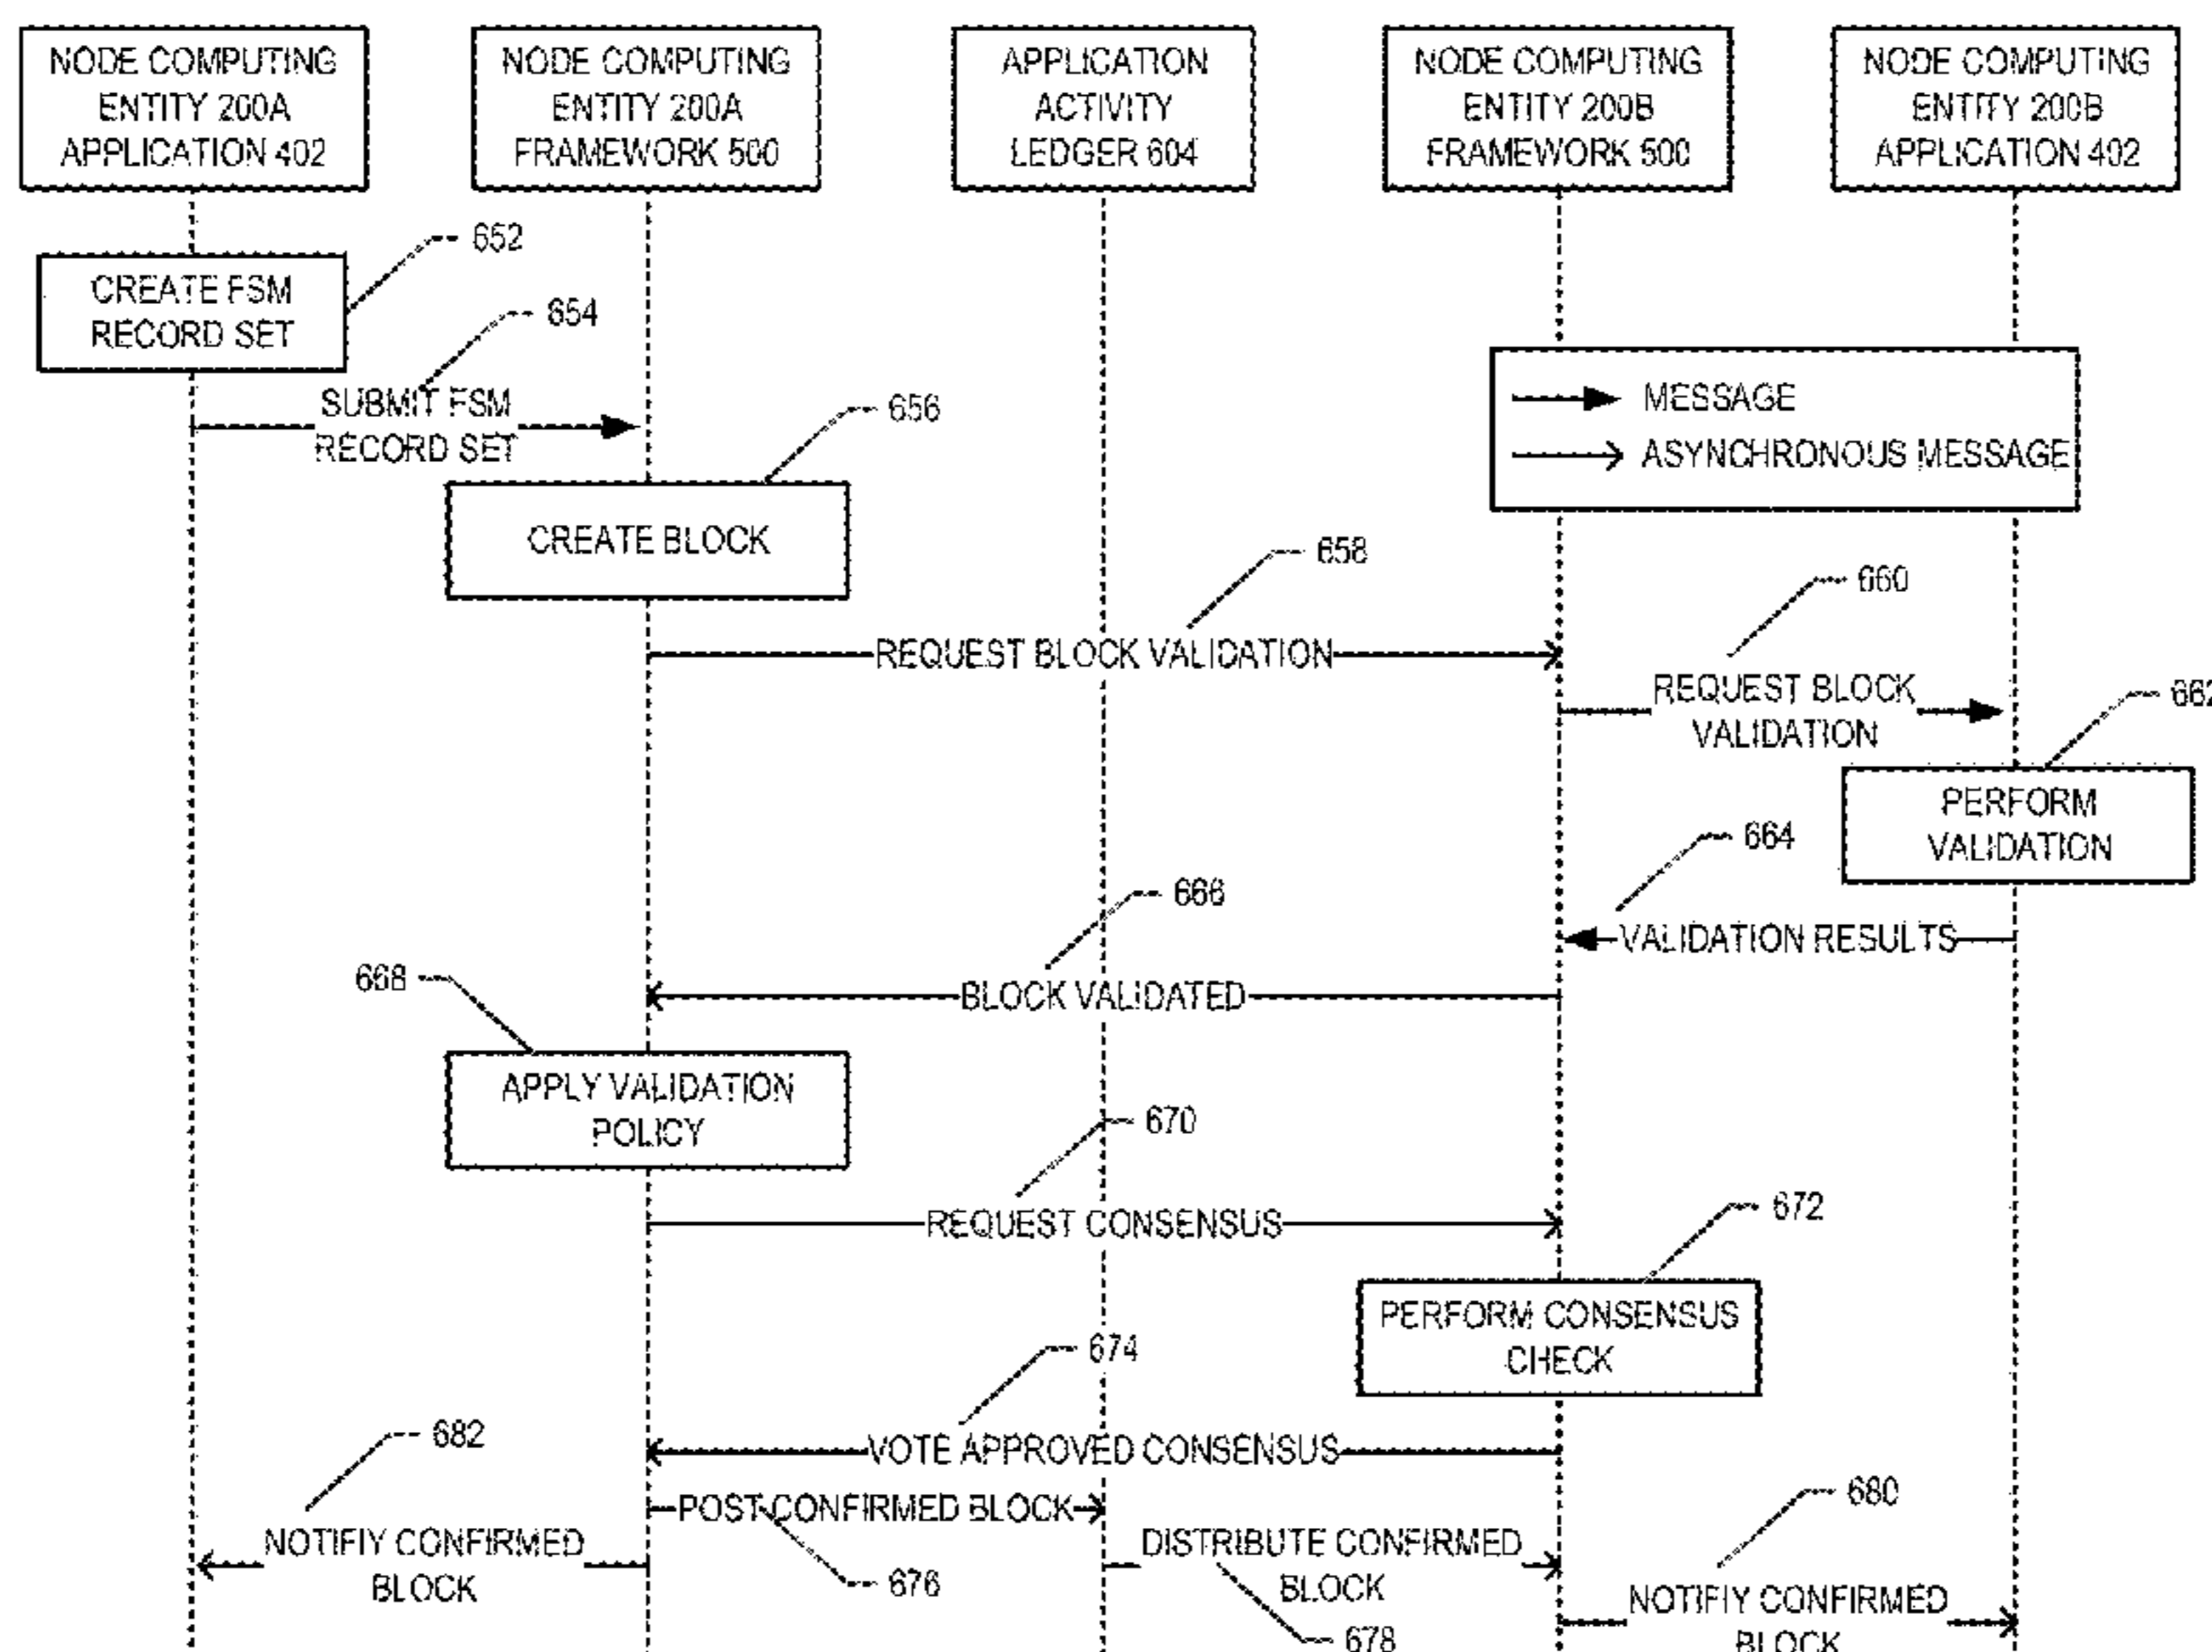 NODE COMPUTING
ENTITY 200A
APPLICATION 402
NODE COMPUTING
ENTITY 200A
FRAMEWORK 500
APPLICATION
ACTIVITY
LEDGER 604
NODE COMPUTING
ENTITY 200B
FRAMEWORK 500
NODE COMPUTING
ENTITY 200B
APPLICATION 402
652
CREATE FSM
RECORD SET
654
SUBMIT FSM
RECORD SET
656
MESSAGE
ASYNCHRONOUS MESSAGE
CREATE BLOCK
658
REQUEST BLOCK VALIDATION
660
REQUEST BLOCK
VALIDATION
662
PERFORM
VALIDATION
664
VALIDATION RESULTS
666
BLOCK VALIDATED
668
APPLY VALIDATION
POLICY
670
REQUEST CONSENSUS
672
PERFORM CONSENSUS
CHECK
674
VOTE APPROVED CONSENSUS
682
POST CONFIRMED BLOCK
680
NOTIFIY CONFIRMED
BLOCK
676
DISTRIBUTE CONFIRMED
BLOCK
678
NOTIFIY CONFIRMED
BLOCK